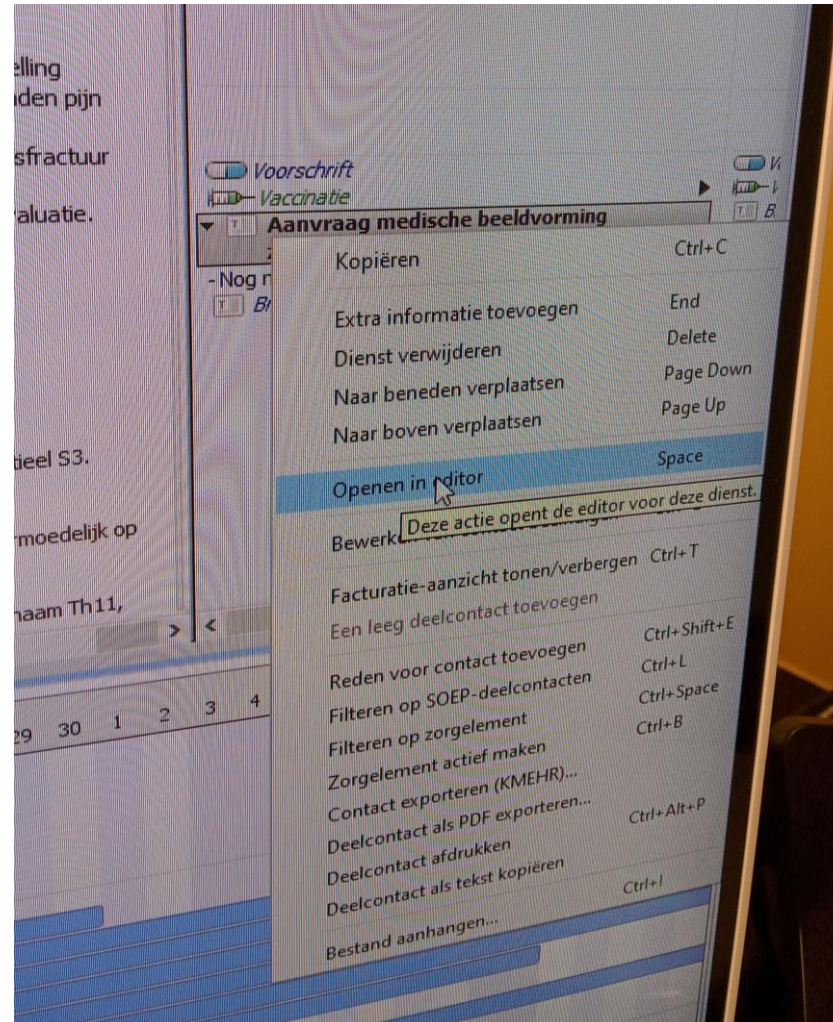 elling
nden pijn
sfractuur
aluatie.
tieel S3.
moedelijk op
naam Th11,
Voorschrift
Vaccinatie
Aanvraag medische beeldvorming
- Nog
T
B
Kopiëren Ctrl+C
Extra informatie toevoegen End
Dienst verwijderen Delete
Naar beneden verplaatsen Page Down
Naar boven verplaatsen Page Up
Openen in editor Space
Deze actie opent de editor voor deze dienst.
Bewerk
Facturatie-aanzicht tonen/verbergen Ctrl+T
Een leeg deelcontact toevoegen
Reden voor contact toevoegen Ctrl+Shift+E
Filteren op SOEP-deelcontacten Ctrl+L
Filteren op zorgelement Ctrl+Space
Zorgelement actief maken Ctrl+B
Contact exporteren (KMEHR)...
Deelcontact als PDF exporteren...
Deelcontact afdrukken Ctrl+Alt+P
Deelcontact als tekst kopiëren
Bestand aanhangen... Ctrl+I
29 30 1 2 3 4